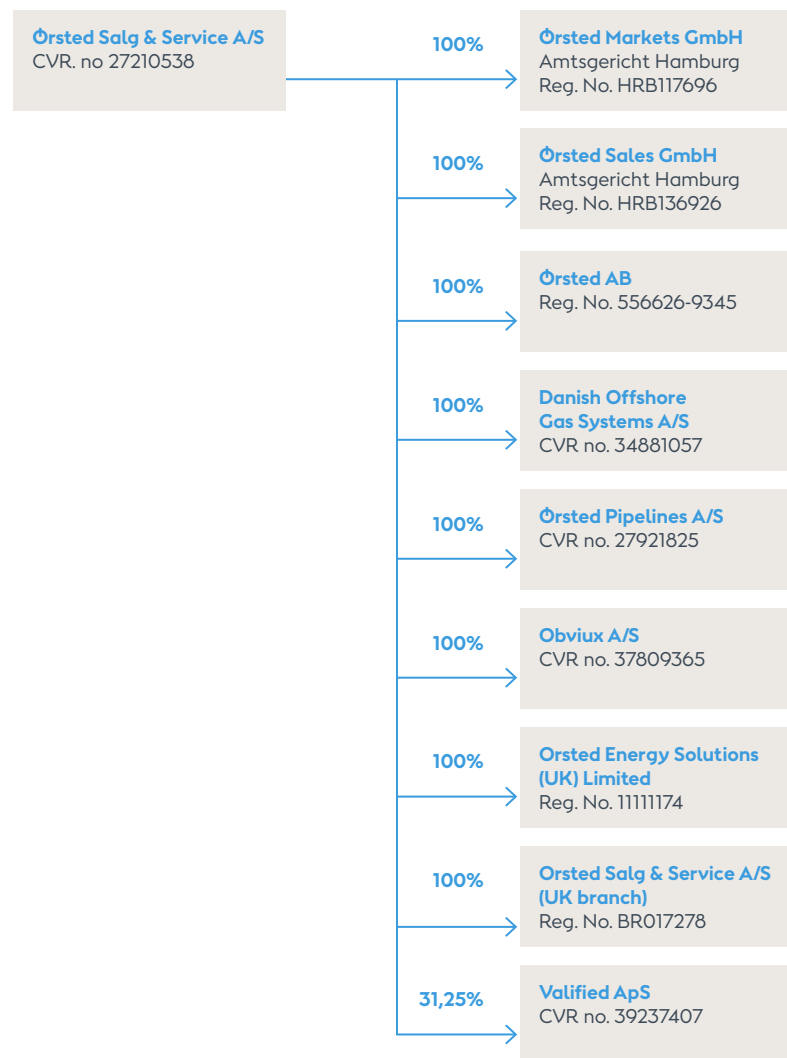 Ørsted Salg & Service A/S
CVR. no 27210538
100%
Ørsted Markets GmbH
Amtsgericht Hamburg
Reg. No. HRB117696
100%
Ørsted Sales GmbH
Amtsgericht Hamburg
Reg. No. HRB136926
100%
Ørsted AB
Reg. No. 556626-9345
100%
Danish Offshore
Gas Systems A/S
CVR no. 34881057
100%
Ørsted Pipelines A/S
CVR no. 27921825
100%
Obviux A/S
CVR no. 37809365
100%
Orsted Energy Solutions
(UK) Limited
Reg. No. 11111174
100%
Orsted Salg & Service A/S
(UK branch)
Reg. No. BR017278
31,25%
Valified ApS
CVR no. 39237407